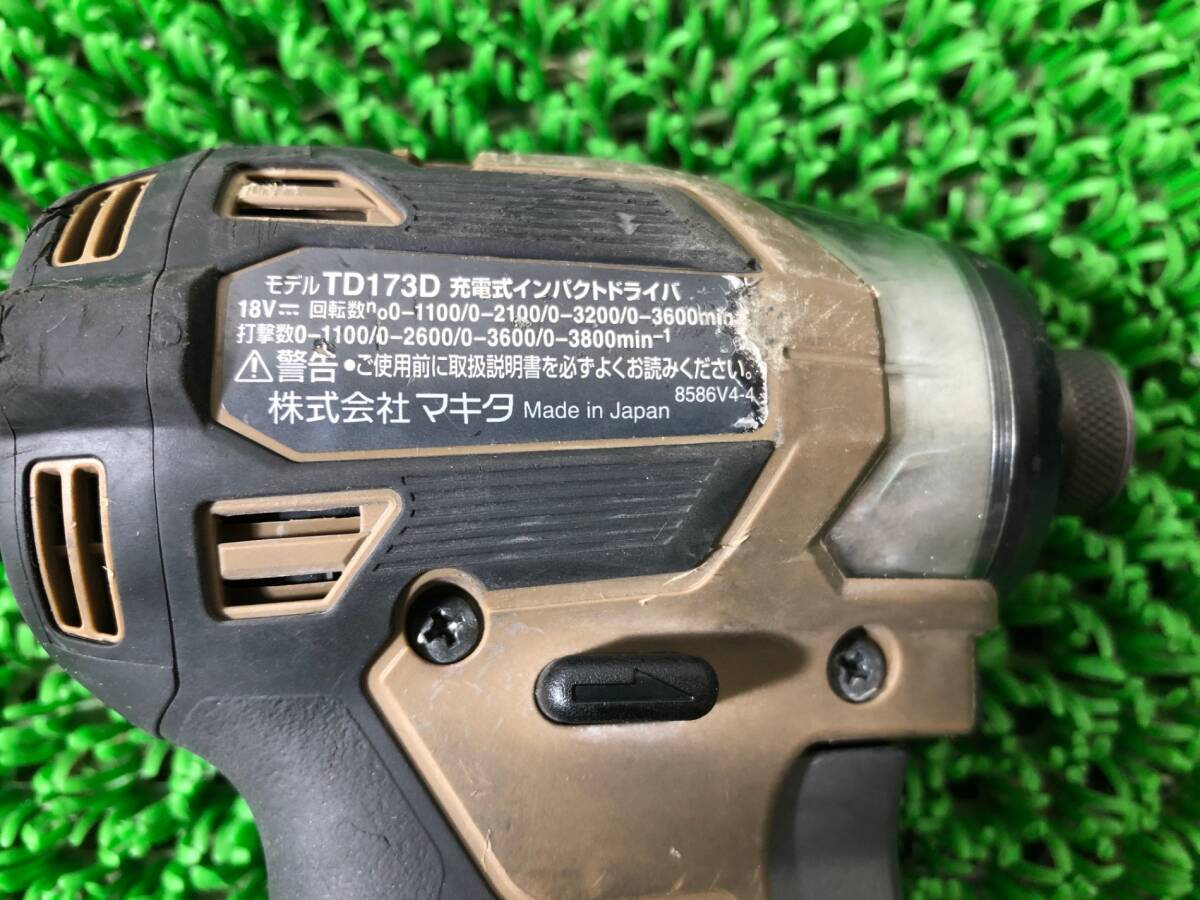 モデル TD173D 充電式インパクトドライバ
18V⎓ 回転数n₀0-1100/0-2100/0-3200/0-3600min
打撃数0-1100/0-2600/0-3600/0-3800min⁻¹
⚠警告 •ご使用前に取扱説明書を必ずよくお読みください。
8586V4-4
株式会社 マキタ Made in Japan